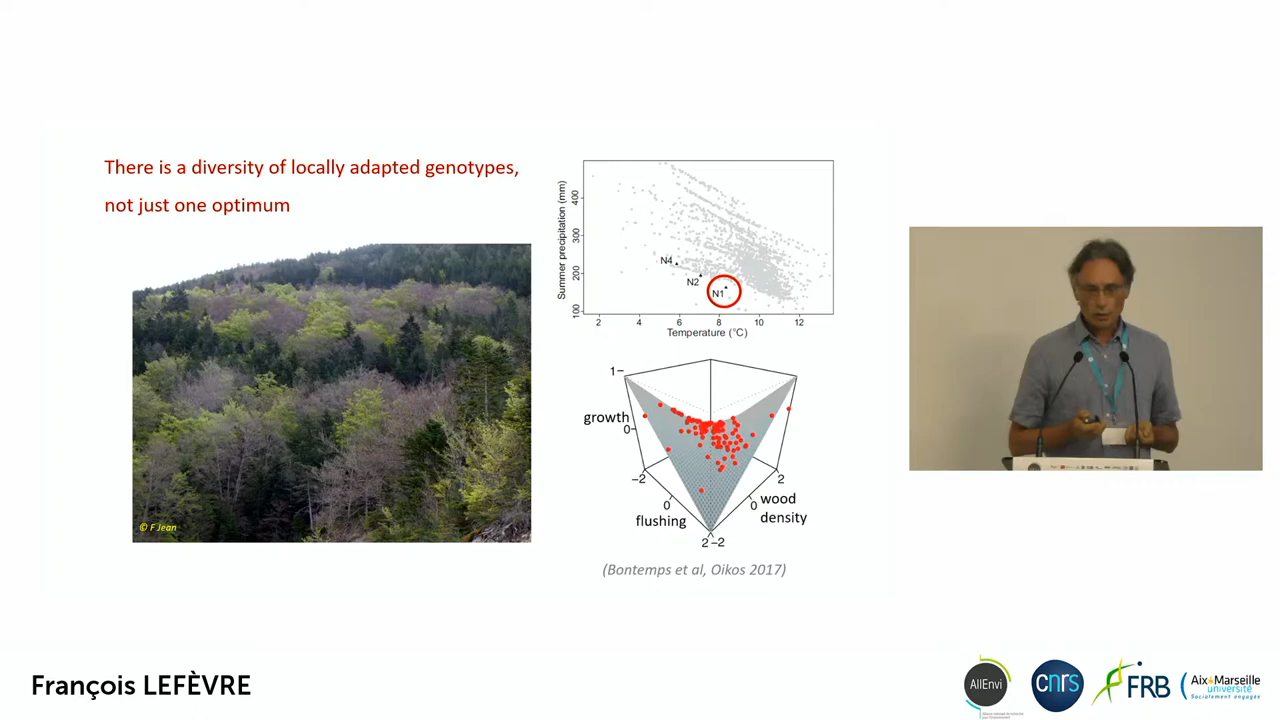 There is a diversity of locally adapted genotypes,
not just one optimum
© F Jean
Summer precipitation (mm)
400
300
200
100
N4
N2
N1
2
4
6
8
10
12
Temperature (°C)
1
growth
0
−2
0
flushing
2
−2
0
2
wood
density
(Bontemps et al, Oikos 2017)
François LEFÈVRE
AllEnvi
cnrs
FRB
Aix Marseille
université
Socialement engagée